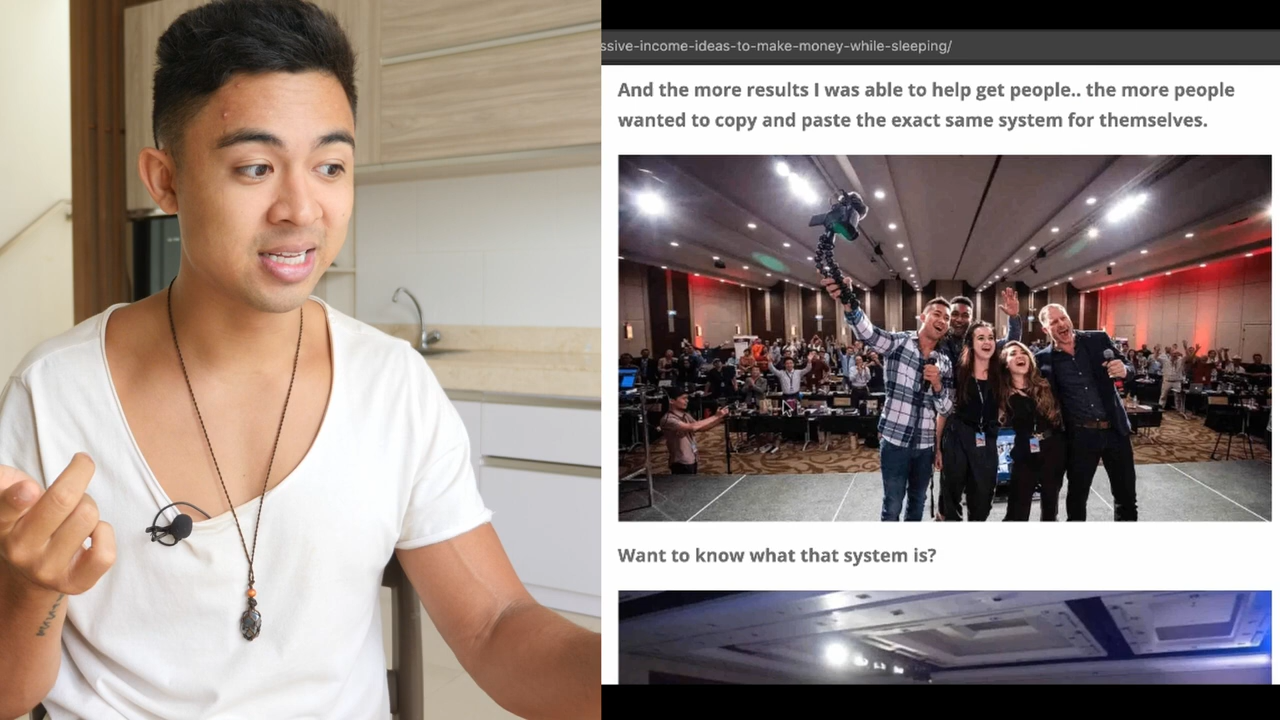 ssive-income-ideas-to-make-money-while-sleeping/
And the more results I was able to help get people.. the more people
wanted to copy and paste the exact same system for themselves.
Want to know what that system is?